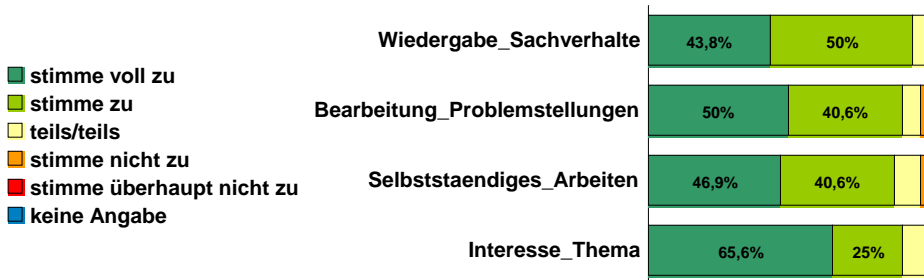 stimme voll zu
stimme zu
teils/teils
stimme nicht zu
stimme überhaupt nicht zu
keine Angabe
Wiedergabe_Sachverhalte 43,8% 50%
Bearbeitung_Problemstellungen 50% 40,6%
Selbststaendiges_Arbeiten 46,9% 40,6%
Interesse_Thema 65,6% 25%